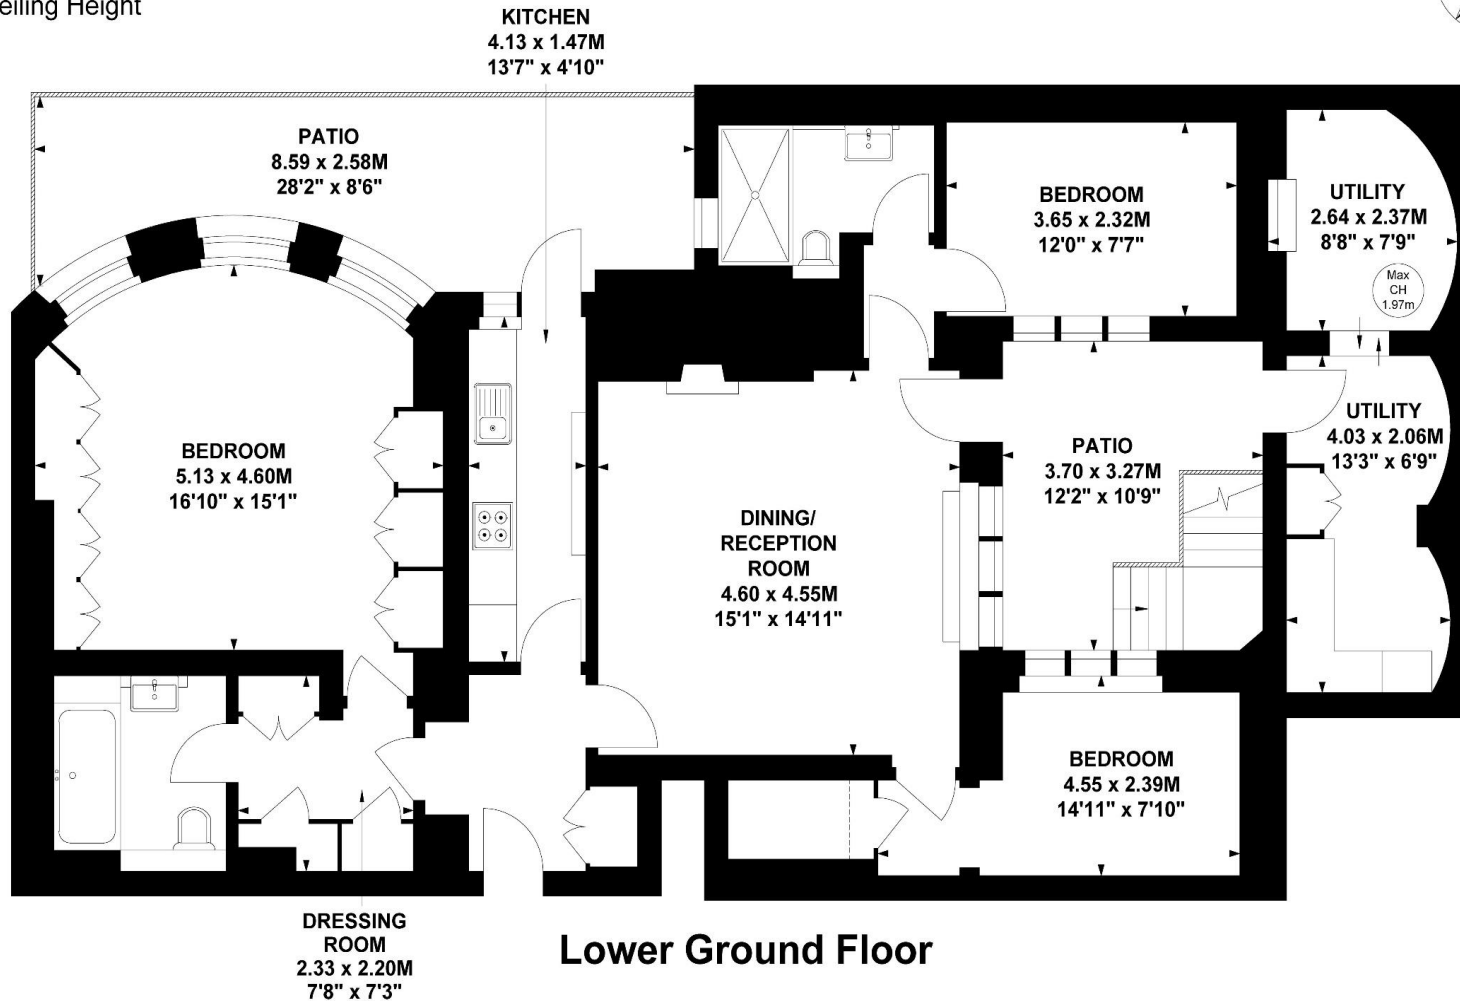 eiling Height
KITCHEN
4.13 x 1.47M
13'7" x 4'10"
PATIO
8.59 x 2.58M
28'2" x 8'6"
BEDROOM
3.65 x 2.32M
12'0" x 7'7"
UTILITY
2.64 x 2.37M
8'8" x 7'9"
Max
CH
1.97m
UTILITY
4.03 x 2.06M
13'3" x 6'9"
BEDROOM
5.13 x 4.60M
16'10" x 15'1"
PATIO
3.70 x 3.27M
12'2" x 10'9"
DINING/
RECEPTION
ROOM
4.60 x 4.55M
15'1" x 14'11"
BEDROOM
4.55 x 2.39M
14'11" x 7'10"
DRESSING
ROOM
2.33 x 2.20M
7'8" x 7'3"
Lower Ground Floor